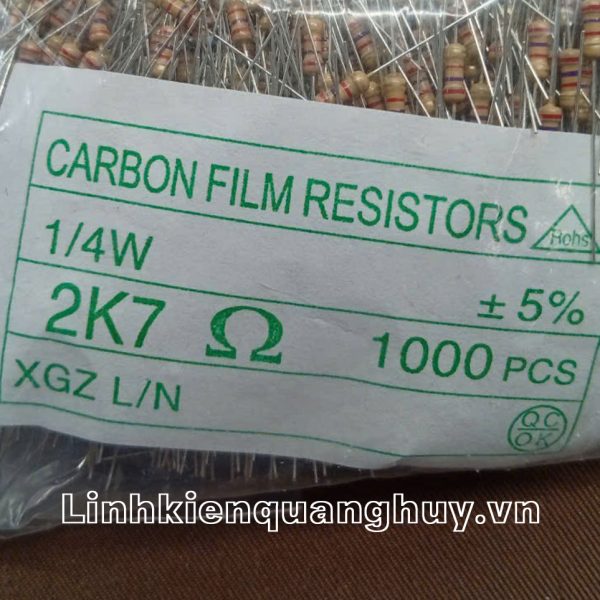 CARBON FILM RESISTORS
Rohs
1/4W
± 5%
2K7 Ω
1000 PCS
XGZ L/N
QC
OK
Linhkienquanghuy.vn